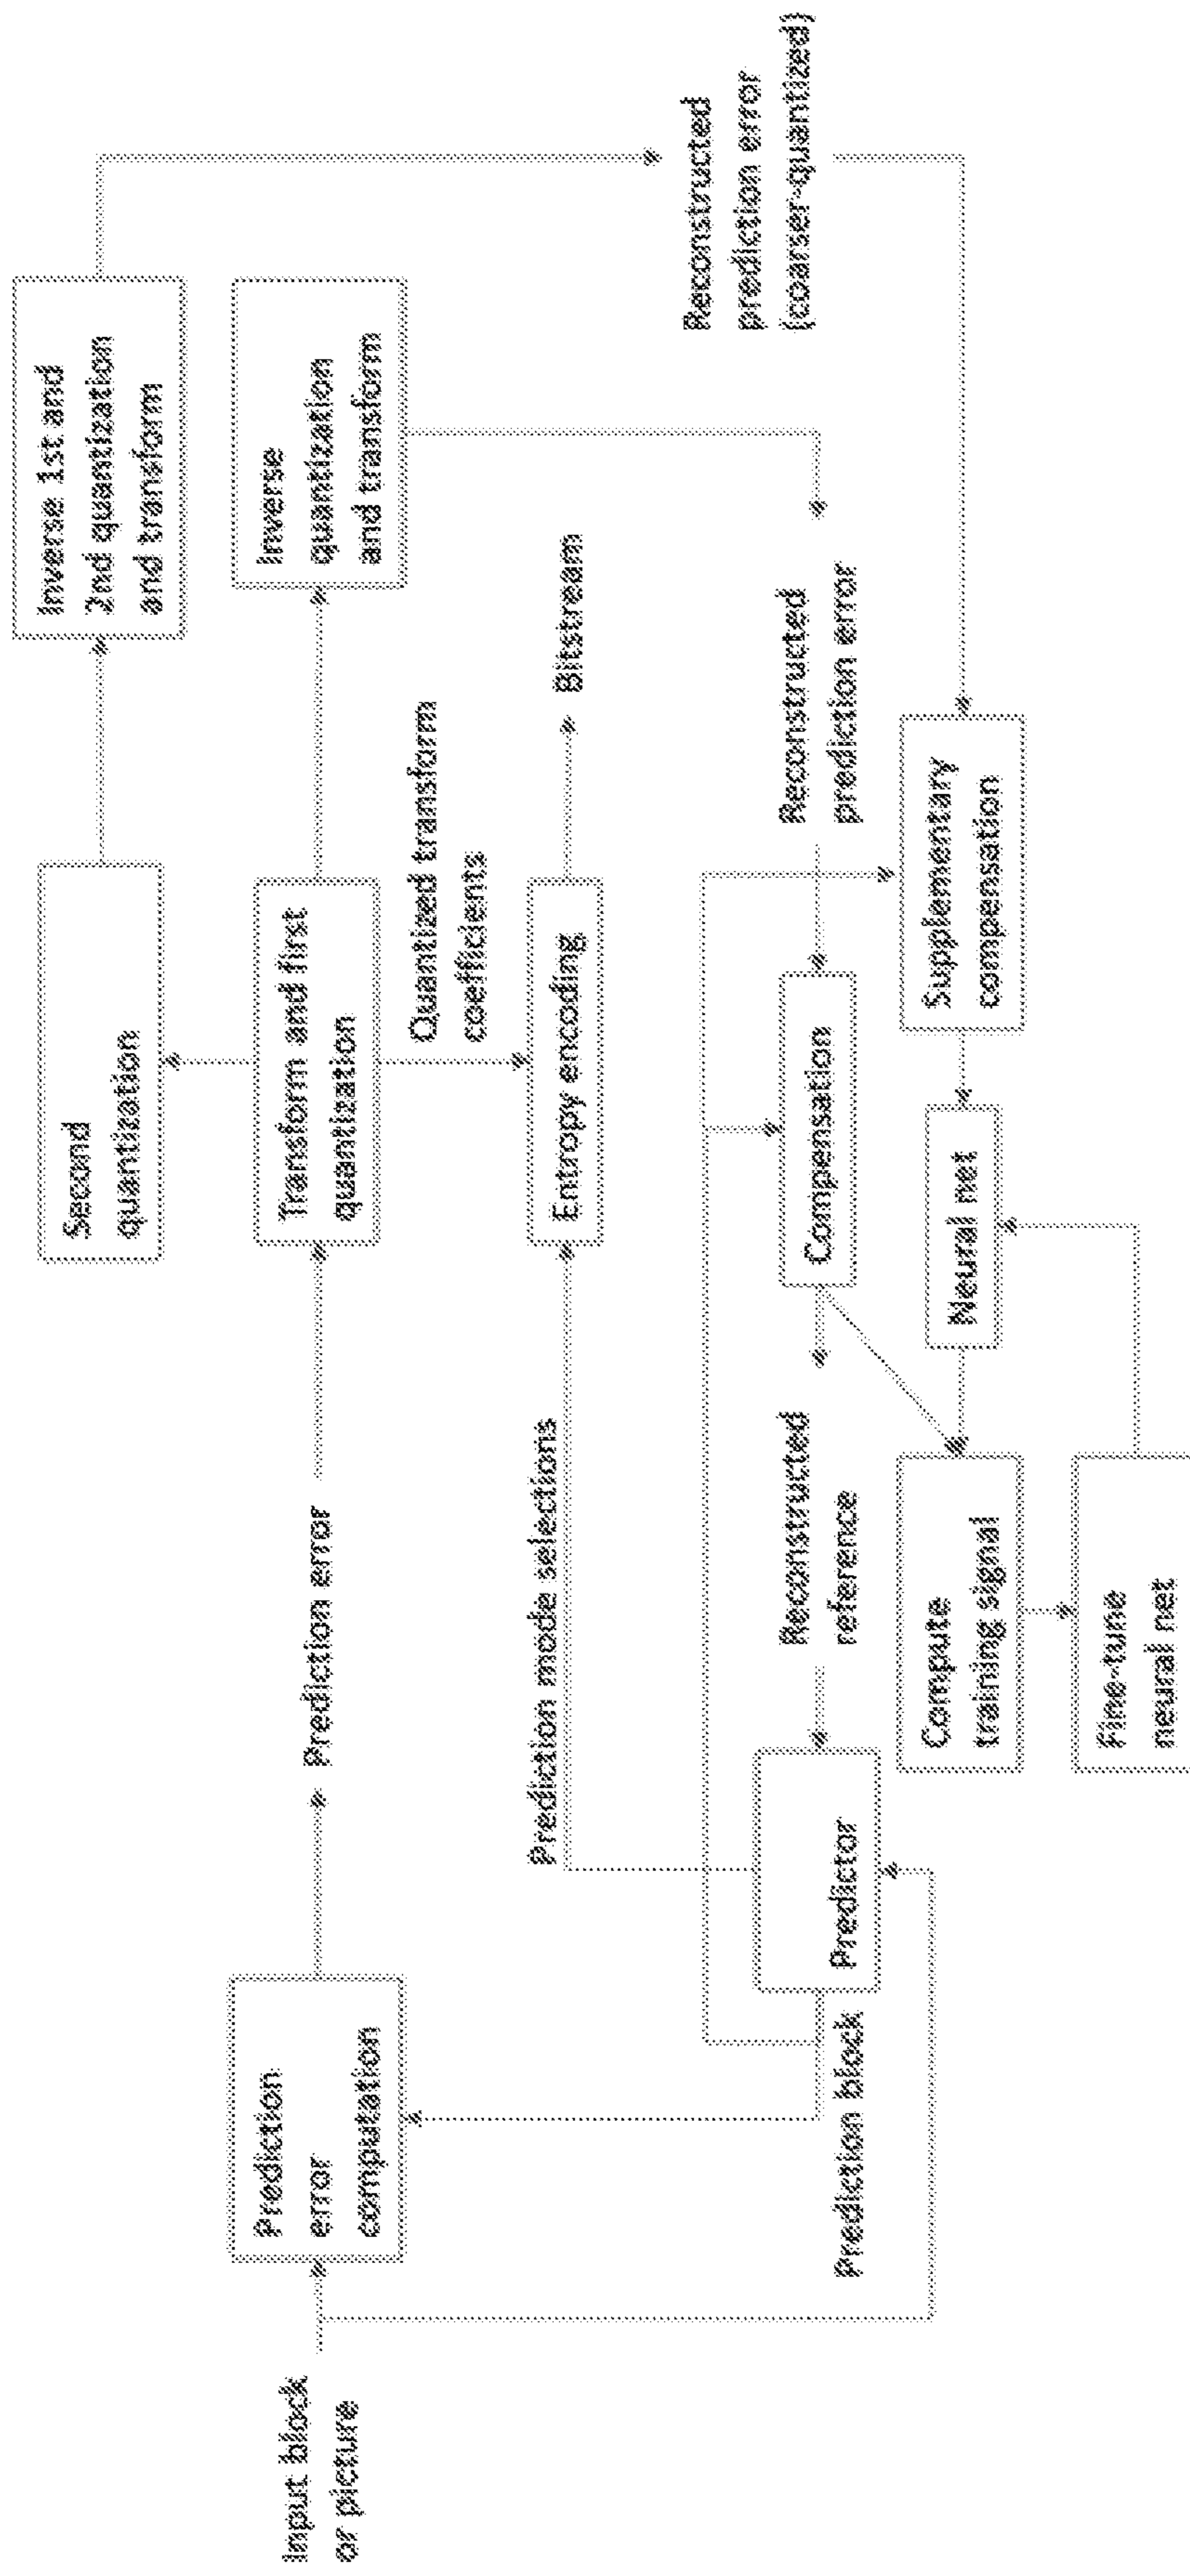 Input block
or picture
Prediction
error
computation
Prediction error
Second
quantization
Transform and first
quantization
Inverse 1st and
2nd quantization
and transform
Inverse
quantization
and transform
Quantized transform
coefficients
Prediction mode selections
Entropy encoding
Bitstream
Reconstructed
prediction error
(coarser-quantized)
Prediction block
Predictor
Reconstructed
reference
Compensation
Reconstructed
prediction error
Compute
training signal
Neural net
Supplementary
compensation
Fine-tune
neural net